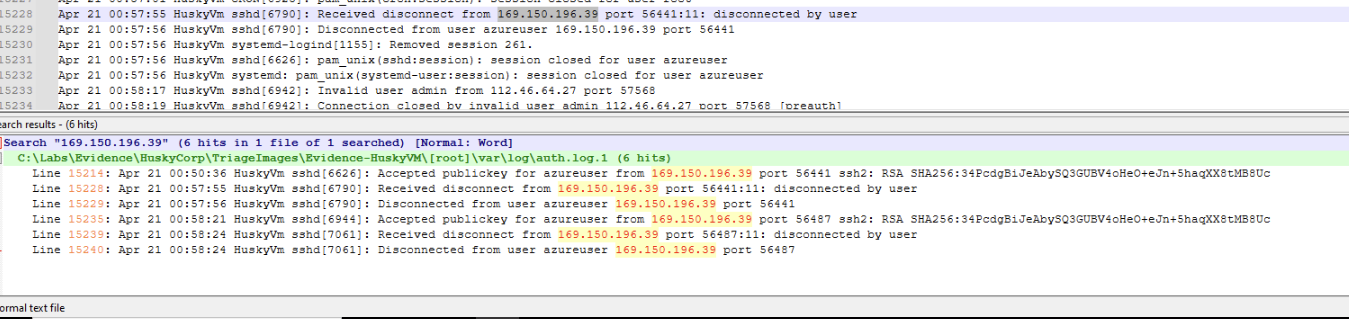 15228 Apr 21 00:57:55 HuskyVm sshd[6790]: Received disconnect from 169.150.196.39 port 56441:11: disconnected by user
15229 Apr 21 00:57:56 HuskyVm sshd[6790]: Disconnected from user azureuser 169.150.196.39 port 56441
15230 Apr 21 00:57:56 HuskyVm systemd-logind[1155]: Removed session 261.
15231 Apr 21 00:57:56 HuskyVm sshd[6626]: pam_unix(sshd:session): session closed for user azureuser
15232 Apr 21 00:57:56 HuskyVm systemd: pam_unix(systemd-user:session): session closed for user azureuser
15233 Apr 21 00:58:17 HuskyVm sshd[6942]: Invalid user admin from 112.46.64.27 port 57568
15234 Apr 21 00:58:19 HuskyVm sshd[6942]: Connection closed by invalid user admin 112.46.64.27 port 57568 [preauth]
earch results - (6 hits)
Search "169.150.196.39" (6 hits in 1 file of 1 searched) [Normal: Word]
C:\Labs\Evidence\HuskyCorp\TriageImages\Evidence-HuskyVM\[root]\var\log\auth.log.1 (6 hits)
Line 15214: Apr 21 00:50:36 HuskyVm sshd[6626]: Accepted publickey for azureuser from 169.150.196.39 port 56441 ssh2: RSA SHA256:34PcdgBiJeAbySQ3GUBV4oHeO+eJn+5haqXX8tMB8Uc
Line 15228: Apr 21 00:57:55 HuskyVm sshd[6790]: Received disconnect from 169.150.196.39 port 56441:11: disconnected by user
Line 15229: Apr 21 00:57:56 HuskyVm sshd[6790]: Disconnected from user azureuser 169.150.196.39 port 56441
Line 15235: Apr 21 00:58:21 HuskyVm sshd[6944]: Accepted publickey for azureuser from 169.150.196.39 port 56487 ssh2: RSA SHA256:34PcdgBiJeAbySQ3GUBV4oHeO+eJn+5haqXX8tMB8Uc
Line 15239: Apr 21 00:58:24 HuskyVm sshd[7061]: Received disconnect from 169.150.196.39 port 56487:11: disconnected by user
Line 15240: Apr 21 00:58:24 HuskyVm sshd[7061]: Disconnected from user azureuser 169.150.196.39 port 56487
ormal text file